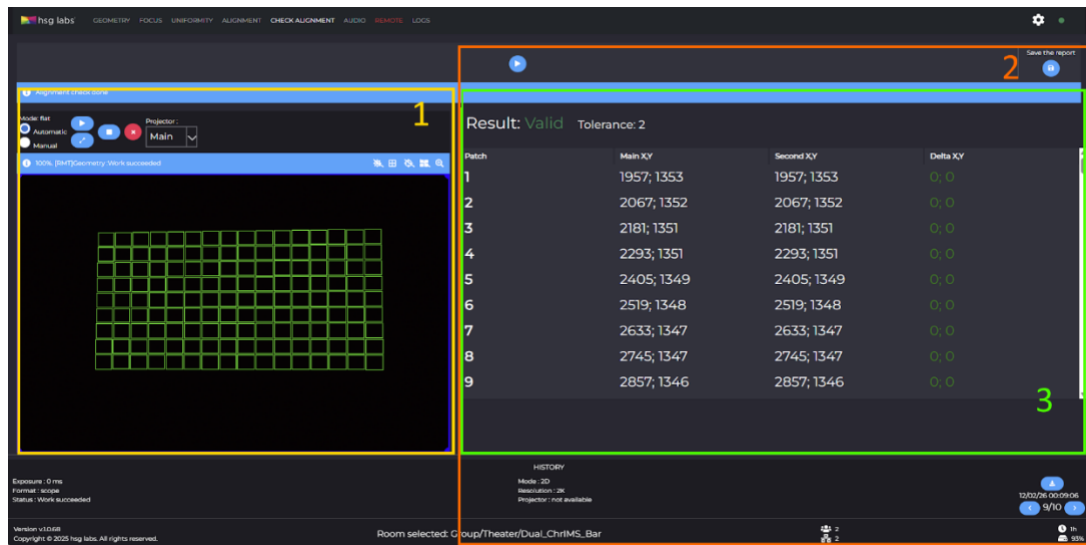 hsg labs GEOMETRY FOCUS UNIFORMITY ALIGNMENT CHECK ALIGNMENT AUDIO REMOTE LOGS
Save the report
2
Alignment check done
1
Mode: flat
Automatic
Manual
Projector :
Main
100%. [RMT]Geometry: Work succeeded
Result: Valid Tolerance: 2
Patch Main X,Y Second X,Y Delta X,Y
1 1957; 1353 1957; 1353 0; 0
2 2067; 1352 2067; 1352 0; 0
3 2181; 1351 2181; 1351 0; 0
4 2293; 1351 2293; 1351 0; 0
5 2405; 1349 2405; 1349 0; 0
6 2519; 1348 2519; 1348 0; 0
7 2633; 1347 2633; 1347 0; 0
8 2745; 1347 2745; 1347 0; 0
9 2857; 1346 2857; 1346 0; 0
3
HISTORY
Exposure : 0 ms
Format : scope
Status : Work succeeded
Mode : 2D
Resolution : 2K
Projector : not available
12/02/26 00:09:06
9/10
Version v1.0.68
Copyright © 2025 hsg labs. All rights reserved.
Room selected: Group/Theater/Dual_ChrIMS_Bar
2
2
1h
93%